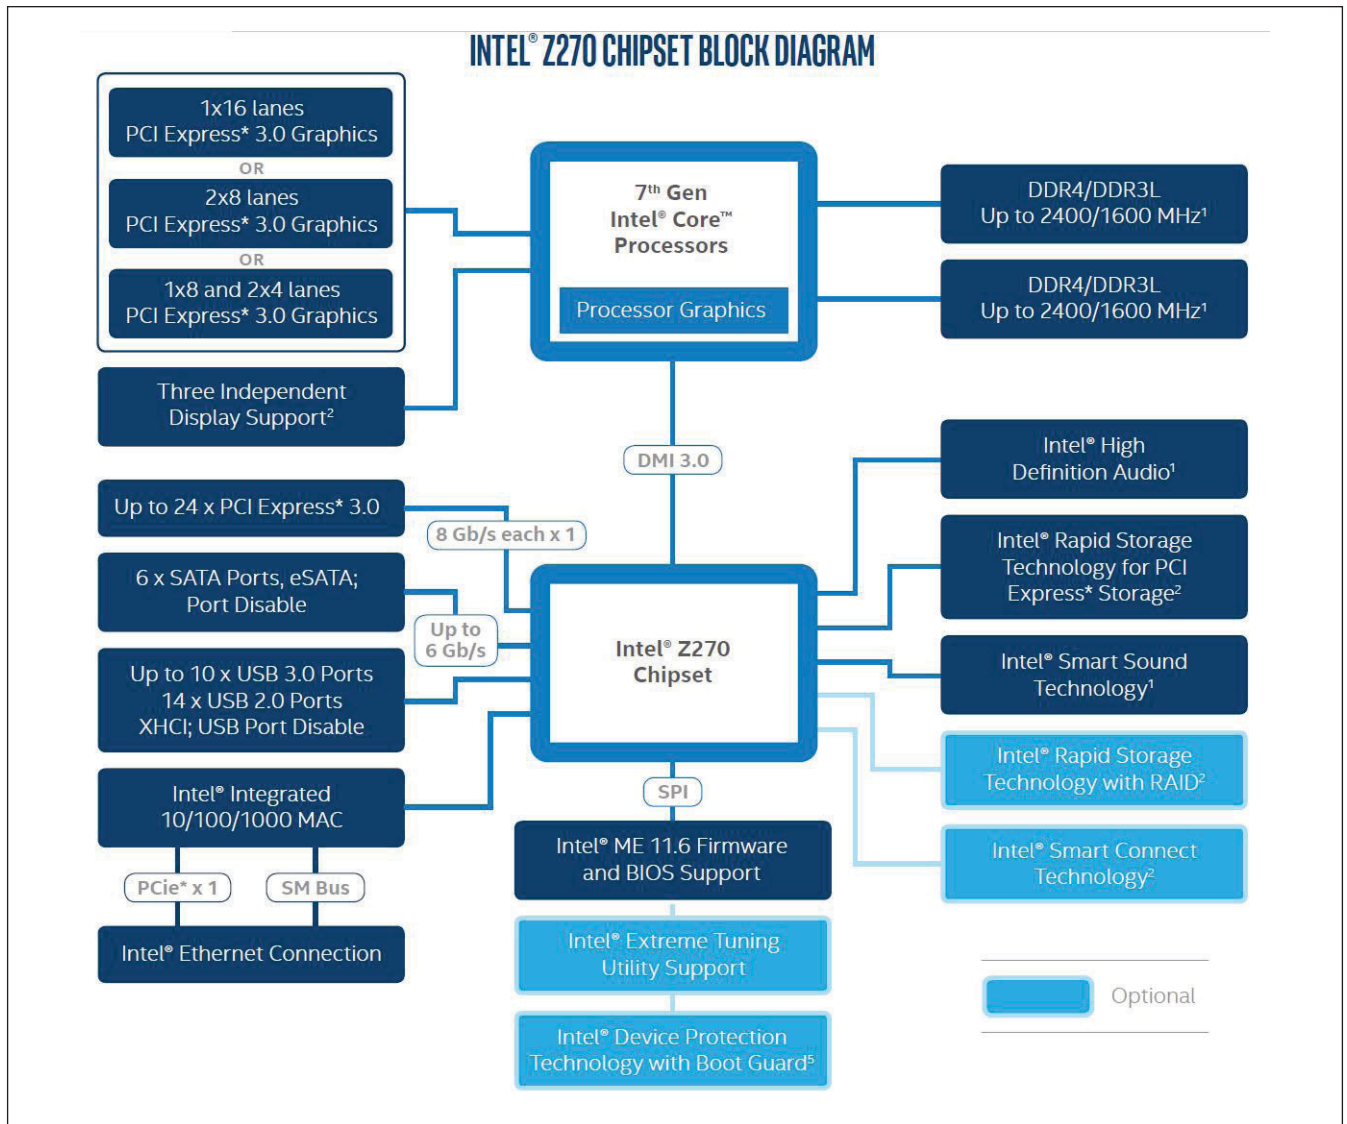 INTEL® Z270 CHIPSET BLOCK DIAGRAM
1x16 lanes
PCI Express* 3.0 Graphics
OR
2x8 lanes
PCI Express* 3.0 Graphics
OR
1x8 and 2x4 lanes
PCI Express* 3.0 Graphics
Three Independent
Display Support²
7th Gen
Intel® Core™
Processors
Processor Graphics
DDR4/DDR3L
Up to 2400/1600 MHz¹
DDR4/DDR3L
Up to 2400/1600 MHz¹
DMI 3.0
Up to 24 x PCI Express* 3.0
8 Gb/s each x 1
6 x SATA Ports, eSATA;
Port Disable
Up to
6 Gb/s
Up to 10 x USB 3.0 Ports
14 x USB 2.0 Ports
XHCI; USB Port Disable
Intel® Integrated
10/100/1000 MAC
PCie* x 1
SM Bus
Intel® Ethernet Connection
Intel® Z270
Chipset
SPI
Intel® ME 11.6 Firmware
and BIOS Support
Intel® Extreme Tuning
Utility Support
Intel® Device Protection
Technology with Boot Guard⁵
Intel® High
Definition Audio¹
Intel® Rapid Storage
Technology for PCI
Express* Storage²
Intel® Smart Sound
Technology¹
Intel® Rapid Storage
Technology with RAID²
Intel® Smart Connect
Technology²
Optional